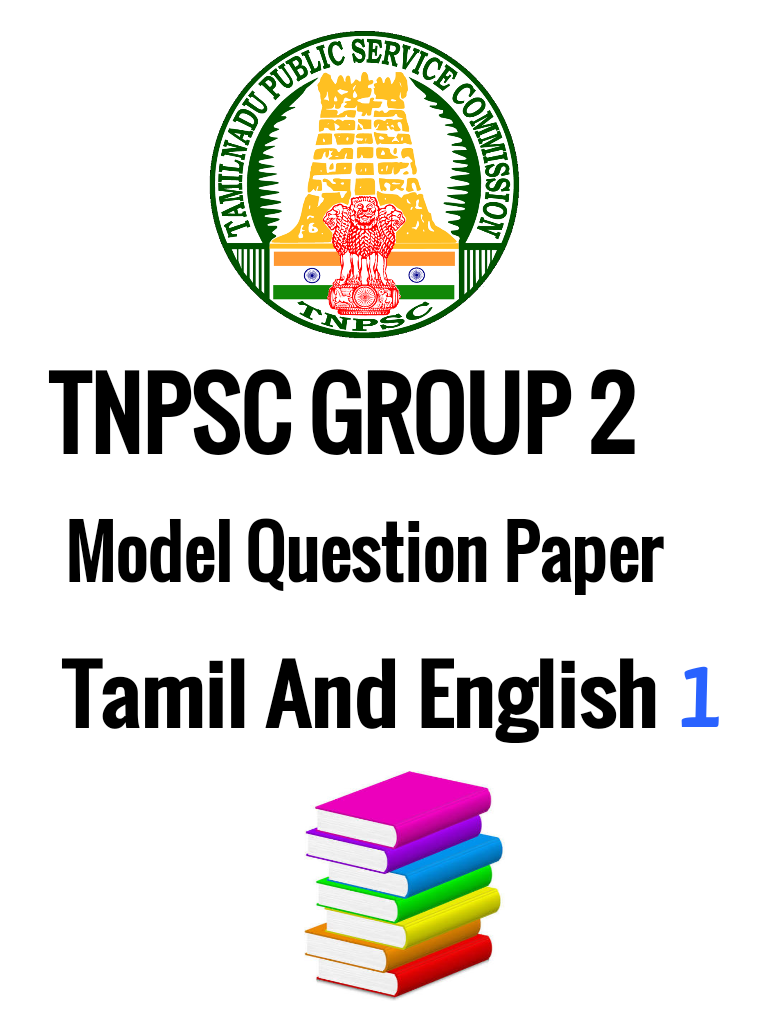 TAMILNADU PUBLIC SERVICE COMMISSION
TNPSC
TNPSC GROUP 2
Model Question Paper
Tamil And English 1